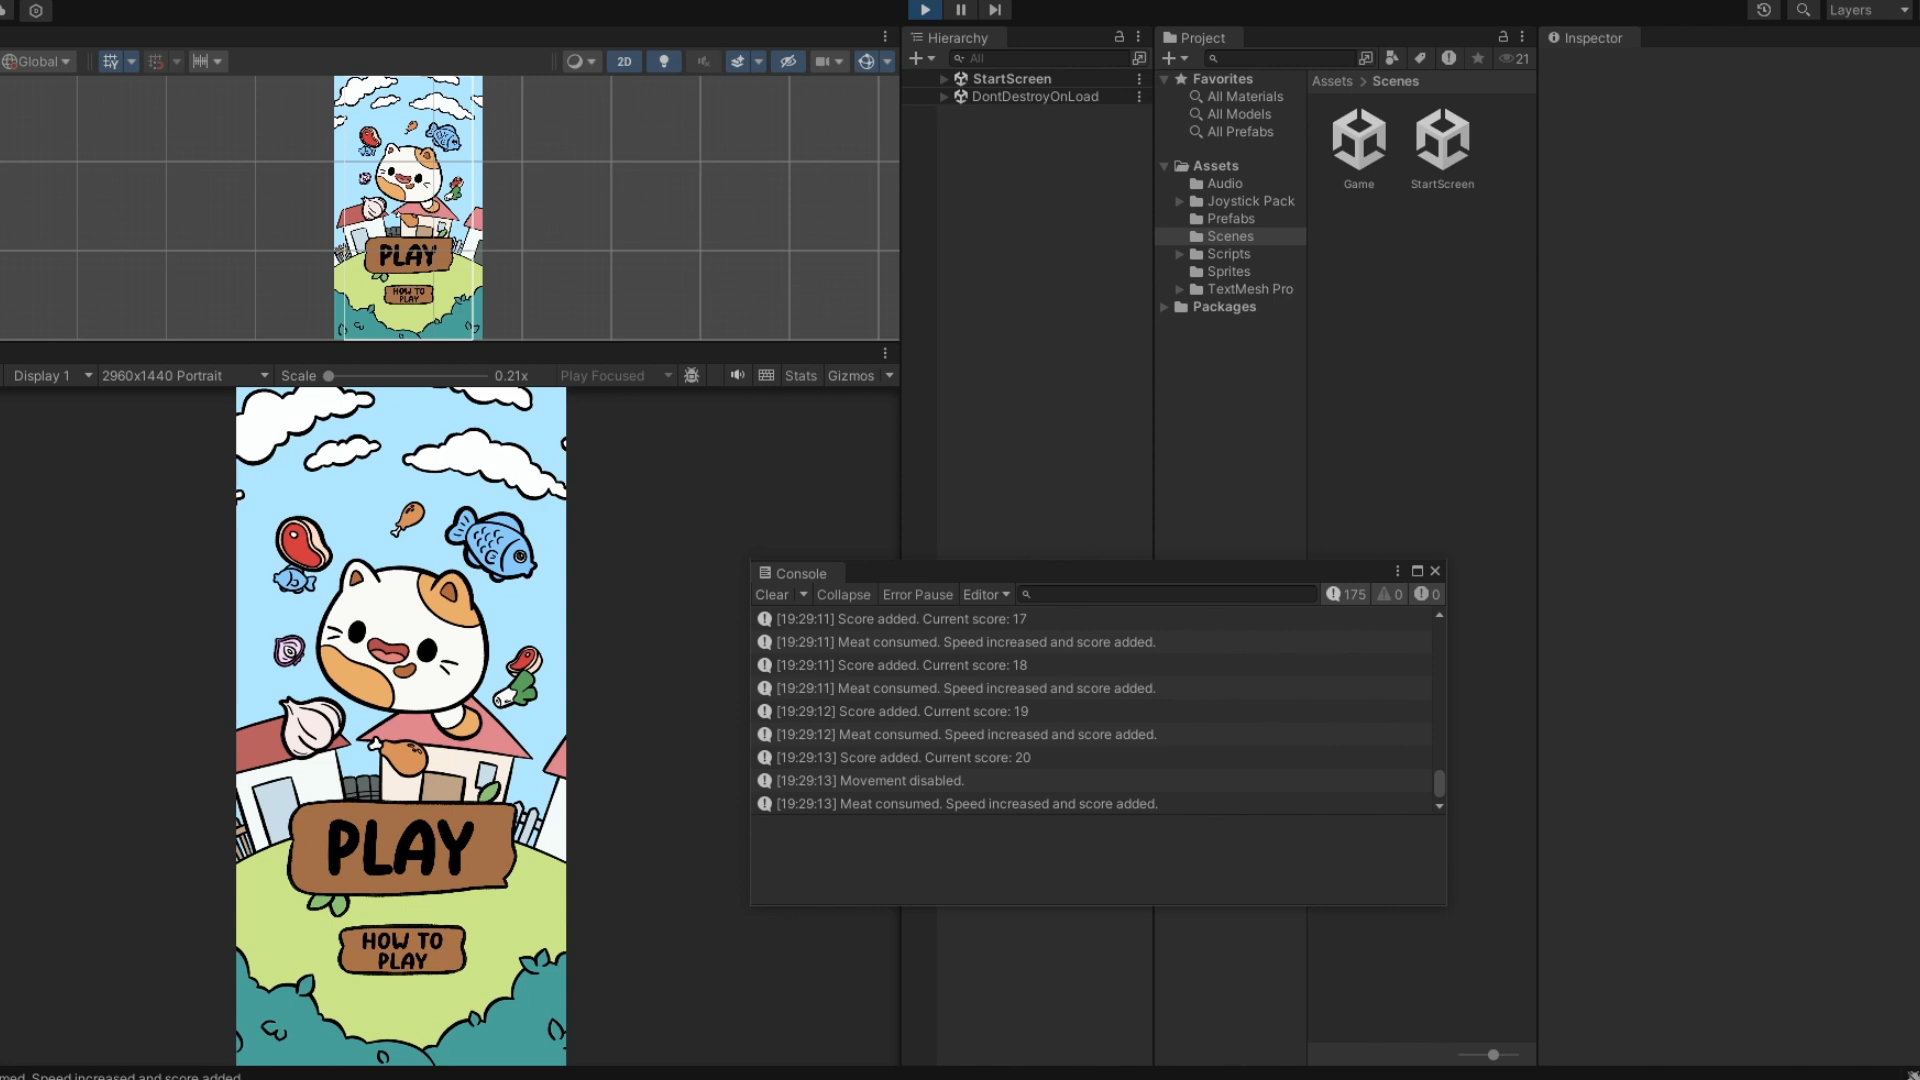 Layers
Global
2D
Hierarchy
All
StartScreen
DontDestroyOnLoad
Project
21
Favorites
All Materials
All Models
All Prefabs
Assets
Audio
Joystick Pack
Prefabs
Scenes
Scripts
Sprites
TextMesh Pro
Packages
Assets > Scenes
Game
StartScreen
Inspector
PLAY
HOW TO
PLAY
Display 1
2960x1440 Portrait
Scale
0.21x
Play Focused
Stats
Gizmos
PLAY
HOW TO
PLAY
Console
Clear
Collapse
Error Pause
Editor
175
0
0
[19:29:11] Score added. Current score: 17
[19:29:11] Meat consumed. Speed increased and score added.
[19:29:11] Score added. Current score: 18
[19:29:11] Meat consumed. Speed increased and score added.
[19:29:12] Score added. Current score: 19
[19:29:12] Meat consumed. Speed increased and score added.
[19:29:13] Score added. Current score: 20
[19:29:13] Movement disabled.
[19:29:13] Meat consumed. Speed increased and score added.
med. Speed increased and score added.